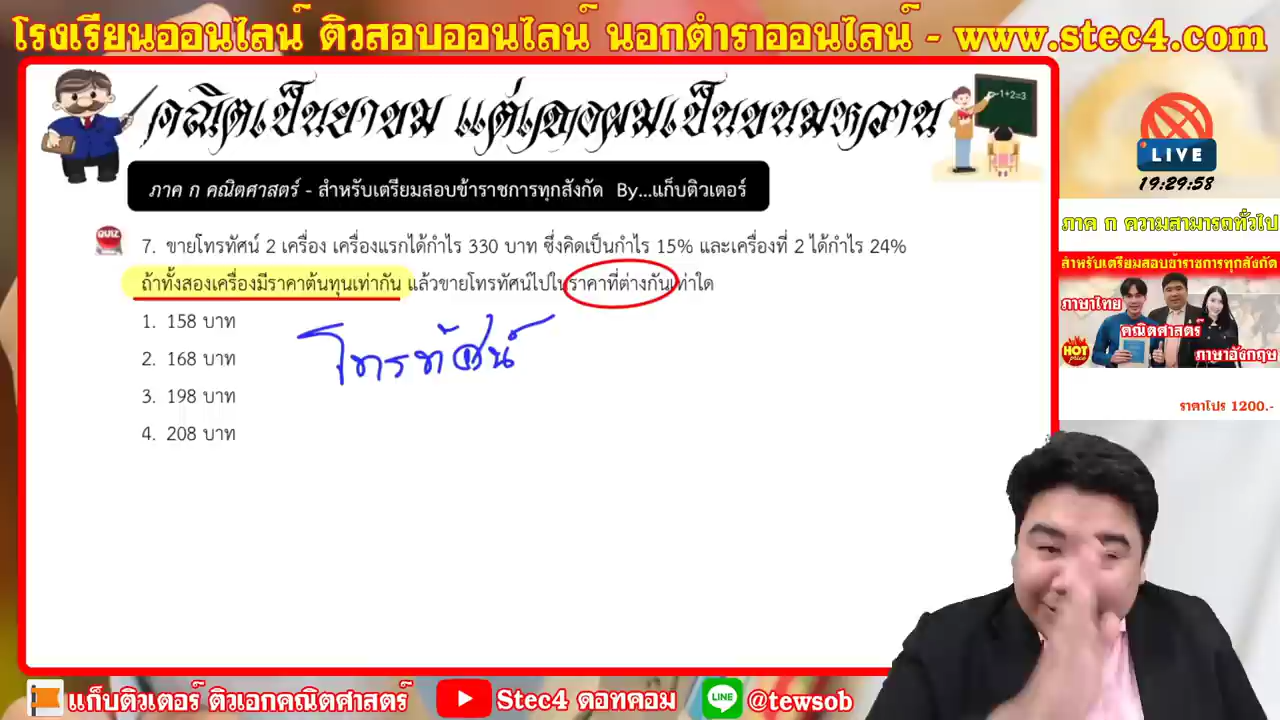 โรงเรียนออนไลน์ ติวสอบออนไลน์ นอกตำราออนไลน์ - www.stec4.com
คณิตเป็นยาขม แต่เธอผมเป็นขนมหวาน
-1+2=3
ภาค ก คณิตศาสตร์ - สำหรับเตรียมสอบข้าราชการทุกสังกัด By...แก็บติวเตอร์
QUIZ
7. ขายโทรทัศน์ 2 เครื่อง เครื่องแรกได้กำไร 330 บาท ซึ่งคิดเป็นกำไร 15% และเครื่องที่ 2 ได้กำไร 24%
ถ้าทั้งสองเครื่องมีราคาต้นทุนเท่ากัน แล้วขายโทรทัศน์ไปในราคาที่ต่างกันเท่าใด
1. 158 บาท
2. 168 บาท
3. 198 บาท
4. 208 บาท
โทรทัศน์
LIVE
19:29:58
ภาค ก ความสามารถทั่วไป
สำหรับเตรียมสอบข้าราชการทุกสังกัด
ภาษาไทย
คณิตศาสตร์
ภาษาอังกฤษ
HOT price
ราคาโปร 1200.-
แก็บติวเตอร์ ติวเอกคณิตศาสตร์
Stec4 ดอทคอม
LINE
@tewsob